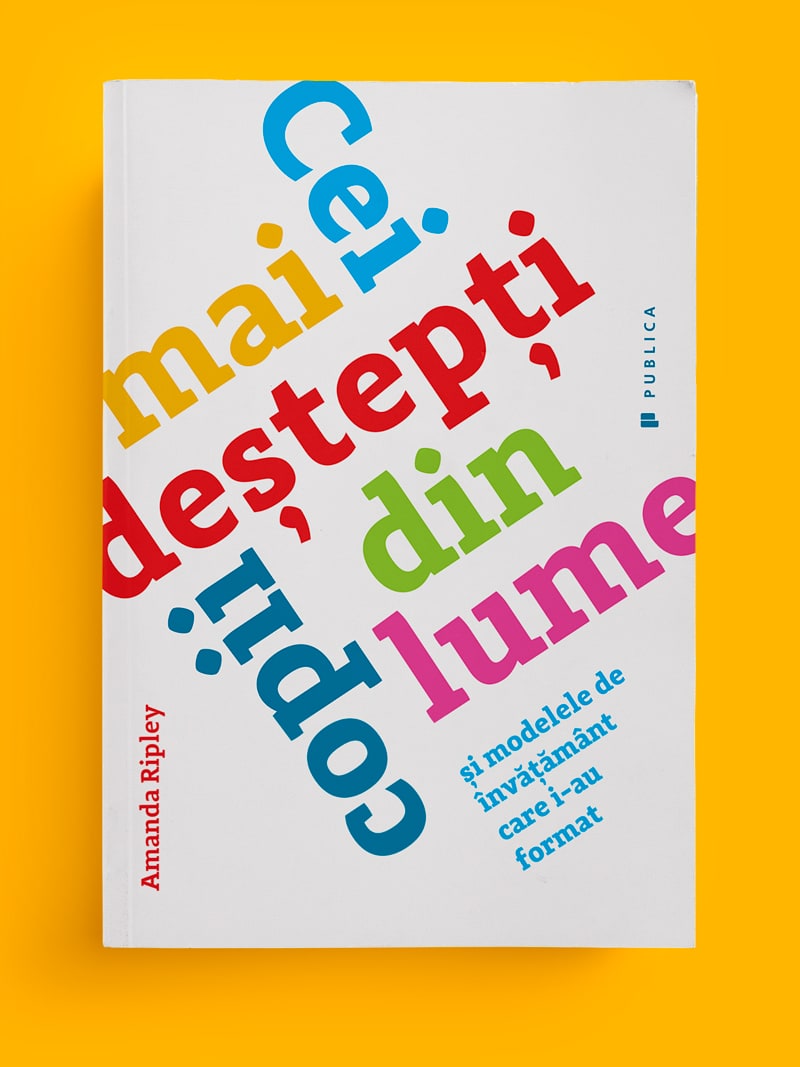 Cei
mai
deștepți
copii
din
lume
și modelele de
învățământ
care i-au
format
Amanda Ripley
PUBLICA